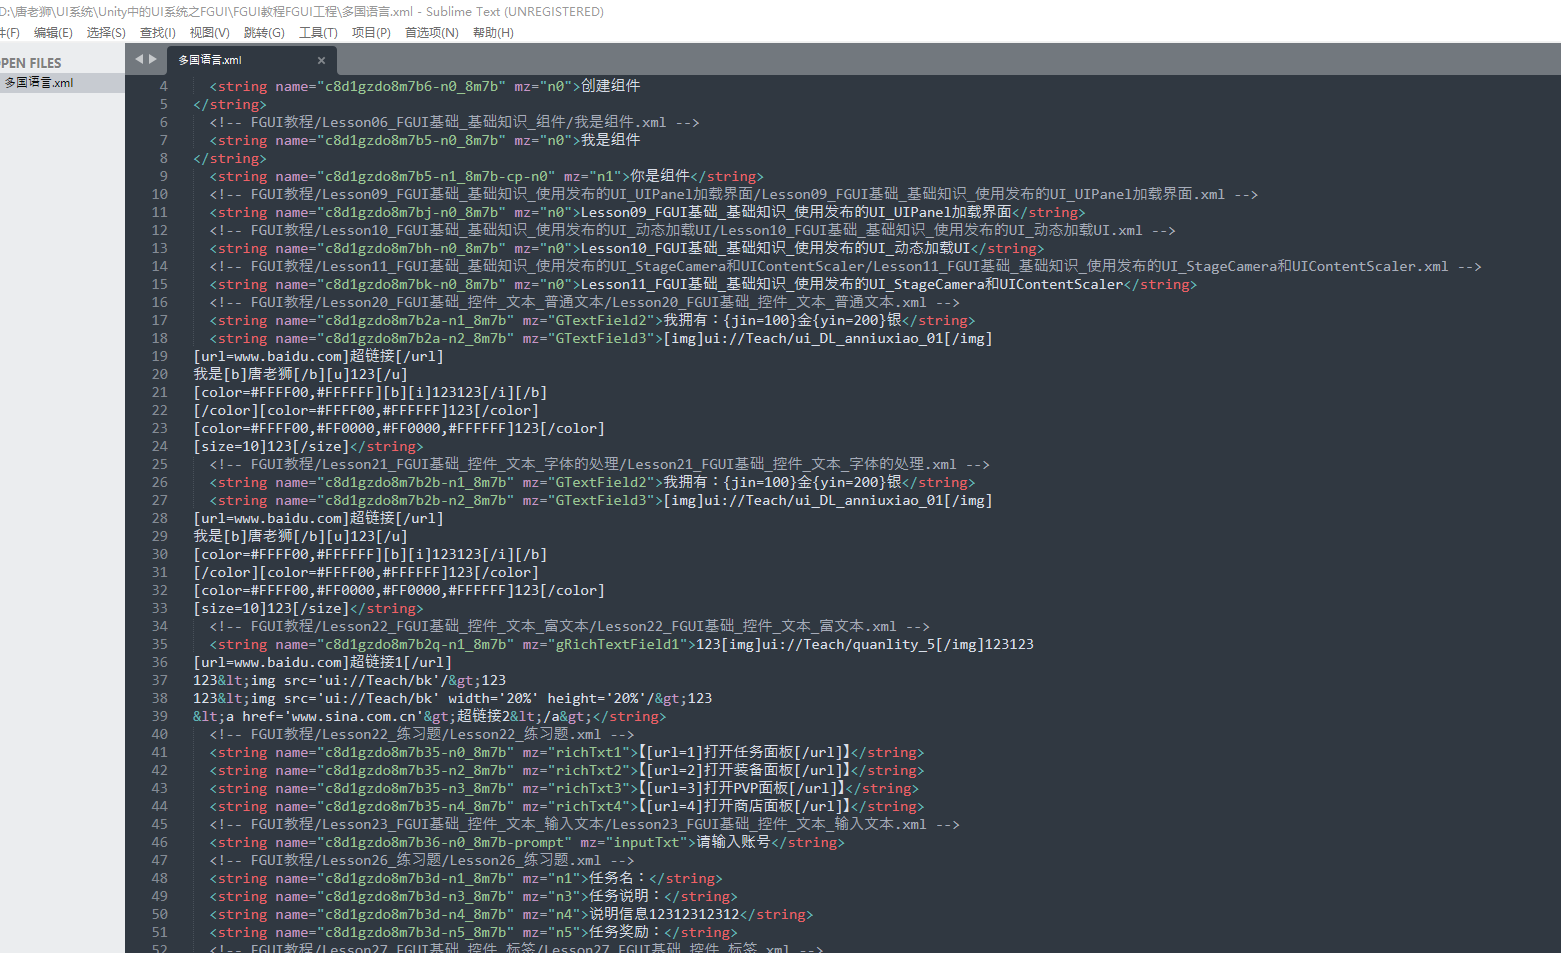 D:\唐老狮\UI系统\Unity中的UI系统之FGUI\FGUI教程FGUI工程\多国语言.xml - Sublime Text (UNREGISTERED)
件(F) 编辑(E) 选择(S) 查找(I) 视图(V) 跳转(G) 工具(T) 项目(P) 首选项(N) 帮助(H)
OPEN FILES
多国语言.xml
多国语言.xml ×
4 <string name="c8d1gzdo8m7b6-n0_8m7b" mz="n0">创建组件
5 </string>
6 <!-- FGUI教程/Lesson06_FGUI基础_基础知识_组件/我是组件.xml -->
7 <string name="c8d1gzdo8m7b5-n0_8m7b" mz="n0">我是组件
8 </string>
9 <string name="c8d1gzdo8m7b5-n1_8m7b-cp-n0" mz="n1">你是组件</string>
10 <!-- FGUI教程/Lesson09_FGUI基础_基础知识_使用发布的UI_UIPanel加载界面/Lesson09_FGUI基础_基础知识_使用发布的UI_UIPanel加载界面.xml -->
11 <string name="c8d1gzdo8m7bj-n0_8m7b" mz="n0">Lesson09_FGUI基础_基础知识_使用发布的UI_UIPanel加载界面</string>
12 <!-- FGUI教程/Lesson10_FGUI基础_基础知识_使用发布的UI_动态加载UI/Lesson10_FGUI基础_基础知识_使用发布的UI_动态加载UI.xml -->
13 <string name="c8d1gzdo8m7bh-n0_8m7b" mz="n0">Lesson10_FGUI基础_基础知识_使用发布的UI_动态加载UI</string>
14 <!-- FGUI教程/Lesson11_FGUI基础_基础知识_使用发布的UI_StageCamera和UIContentScaler/Lesson11_FGUI基础_基础知识_使用发布的UI_StageCamera和UIContentScaler.xml -->
15 <string name="c8d1gzdo8m7bk-n0_8m7b" mz="n0">Lesson11_FGUI基础_基础知识_使用发布的UI_StageCamera和UIContentScaler</string>
16 <!-- FGUI教程/Lesson20_FGUI基础_控件_文本_普通文本/Lesson20_FGUI基础_控件_文本_普通文本.xml -->
17 <string name="c8d1gzdo8m7b2a-n1_8m7b" mz="GTextField2">我拥有：{jin=100}金{yin=200}银</string>
18 <string name="c8d1gzdo8m7b2a-n2_8m7b" mz="GTextField3">[img]ui://Teach/ui_DL_anniuxiao_01[/img]
19 [url=www.baidu.com]超链接[/url]
20 我是[b]唐老狮[/b][u]123[/u]
21 [color=#FFFF00,#FFFFFF][b][i]123123[/i][/b]
22 [/color][color=#FFFF00,#FFFFFF]123[/color]
23 [color=#FFFF00,#FF0000,#FF0000,#FFFFFF]123[/color]
24 [size=10]123[/size]</string>
25 <!-- FGUI教程/Lesson21_FGUI基础_控件_文本_字体的处理/Lesson21_FGUI基础_控件_文本_字体的处理.xml -->
26 <string name="c8d1gzdo8m7b2b-n1_8m7b" mz="GTextField2">我拥有：{jin=100}金{yin=200}银</string>
27 <string name="c8d1gzdo8m7b2b-n2_8m7b" mz="GTextField3">[img]ui://Teach/ui_DL_anniuxiao_01[/img]
28 [url=www.baidu.com]超链接[/url]
29 我是[b]唐老狮[/b][u]123[/u]
30 [color=#FFFF00,#FFFFFF][b][i]123123[/i][/b]
31 [/color][color=#FFFF00,#FFFFFF]123[/color]
32 [color=#FFFF00,#FF0000,#FF0000,#FFFFFF]123[/color]
33 [size=10]123[/size]</string>
34 <!-- FGUI教程/Lesson22_FGUI基础_控件_文本_富文本/Lesson22_FGUI基础_控件_文本_富文本.xml -->
35 <string name="c8d1gzdo8m7b2q-n1_8m7b" mz="gRichTextField1">123[img]ui://Teach/quanlity_5[/img]123123
36 [url=www.baidu.com]超链接1[/url]
37 123&lt;img src='ui://Teach/bk'/&gt;123
38 123&lt;img src='ui://Teach/bk' width='20%' height='20%'/&gt;123
39 &lt;a href='www.sina.com.cn'&gt;超链接2&lt;/a&gt;</string>
40 <!-- FGUI教程/Lesson22_练习题/Lesson22_练习题.xml -->
41 <string name="c8d1gzdo8m7b35-n0_8m7b" mz="richTxt1">【[url=1]打开任务面板[/url]】</string>
42 <string name="c8d1gzdo8m7b35-n2_8m7b" mz="richTxt2">【[url=2]打开装备面板[/url]】</string>
43 <string name="c8d1gzdo8m7b35-n3_8m7b" mz="richTxt3">【[url=3]打开PVP面板[/url]】</string>
44 <string name="c8d1gzdo8m7b35-n4_8m7b" mz="richTxt4">【[url=4]打开商店面板[/url]】</string>
45 <!-- FGUI教程/Lesson23_FGUI基础_控件_文本_输入文本/Lesson23_FGUI基础_控件_文本_输入文本.xml -->
46 <string name="c8d1gzdo8m7b36-n0_8m7b-prompt" mz="inputTxt">请输入账号</string>
47 <!-- FGUI教程/Lesson26_练习题/Lesson26_练习题.xml -->
48 <string name="c8d1gzdo8m7b3d-n1_8m7b" mz="n1">任务名：</string>
49 <string name="c8d1gzdo8m7b3d-n3_8m7b" mz="n3">任务说明：</string>
50 <string name="c8d1gzdo8m7b3d-n4_8m7b" mz="n4">说明信息12312312312</string>
51 <string name="c8d1gzdo8m7b3d-n5_8m7b" mz="n5">任务奖励：</string>
52 <!-- FGUI教程/Lesson27_FGUI基础_控件_标签/Lesson27_FGUI基础_控件_标签.xml -->